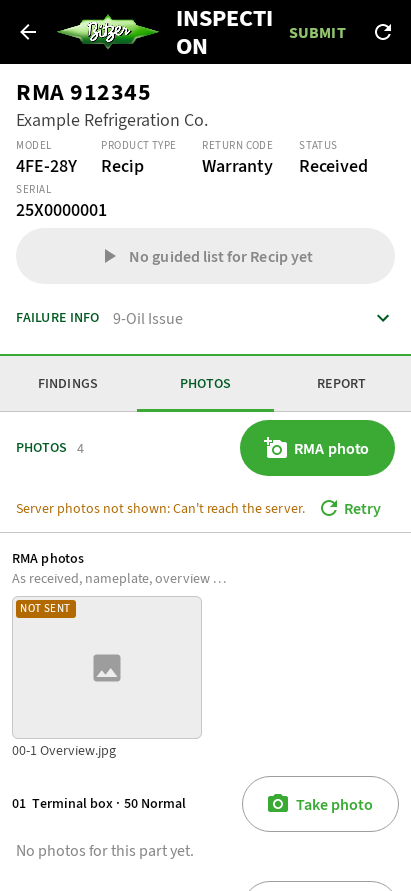 Bitzer
INSPECTI
ON
SUBMIT
RMA 912345
Example Refrigeration Co.
MODEL PRODUCT TYPE RETURN CODE STATUS
4FE-28Y Recip Warranty Received
SERIAL
25X0000001
No guided list for Recip yet
FAILURE INFO 9-Oil Issue
FINDINGS PHOTOS REPORT
PHOTOS 4
RMA photo
Server photos not shown: Can't reach the server. Retry
RMA photos
As received, nameplate, overview …
NOT SENT
00-1 Overview.jpg
01 Terminal box · 50 Normal
Take photo
No photos for this part yet.